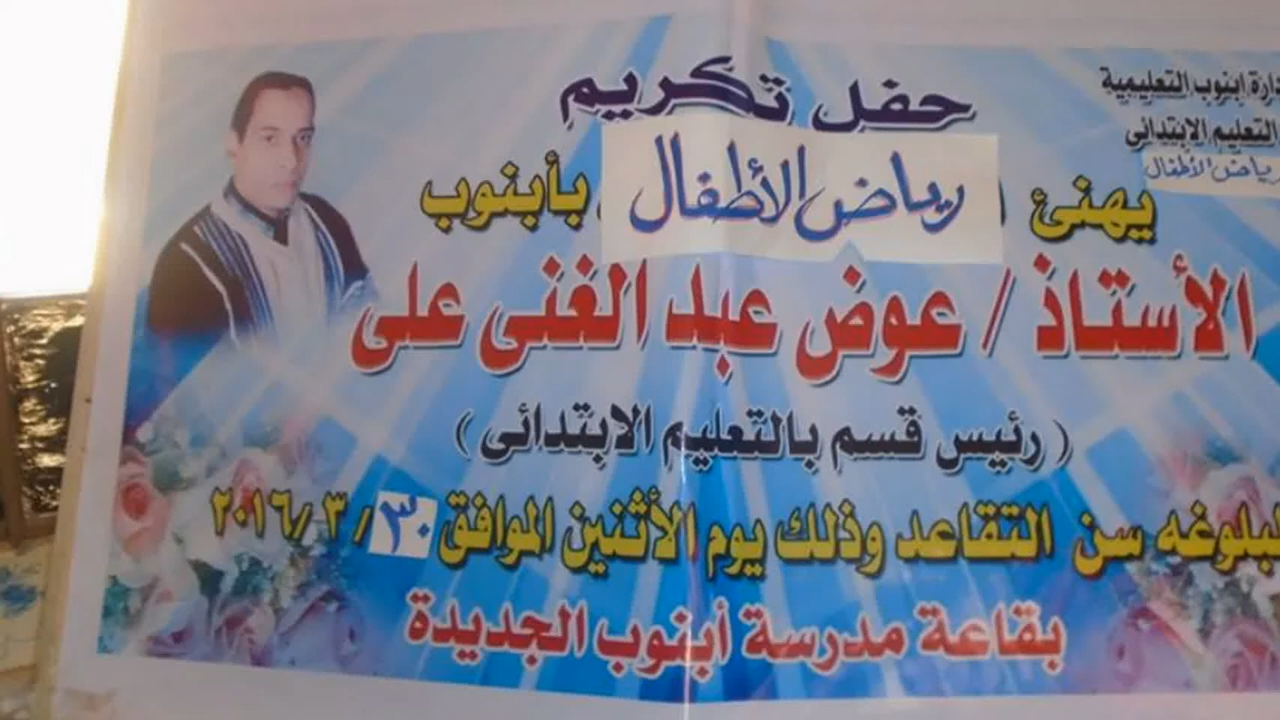 حفل تكريم
دارة ابنوب التعليمية
التعليم الابتدائى
رياض الأطفال
يهنئ رياض الأطفال بأبنوب
الأستاذ / عوض عبد الغنى على
( رئيس قسم بالتعليم الابتدائى )
لبلوغه سن التقاعد وذلك يوم الأثنين الموافق ٣٠ / ٣ / ٢٠١٦
بقاعة مدرسة أبنوب الجديدة